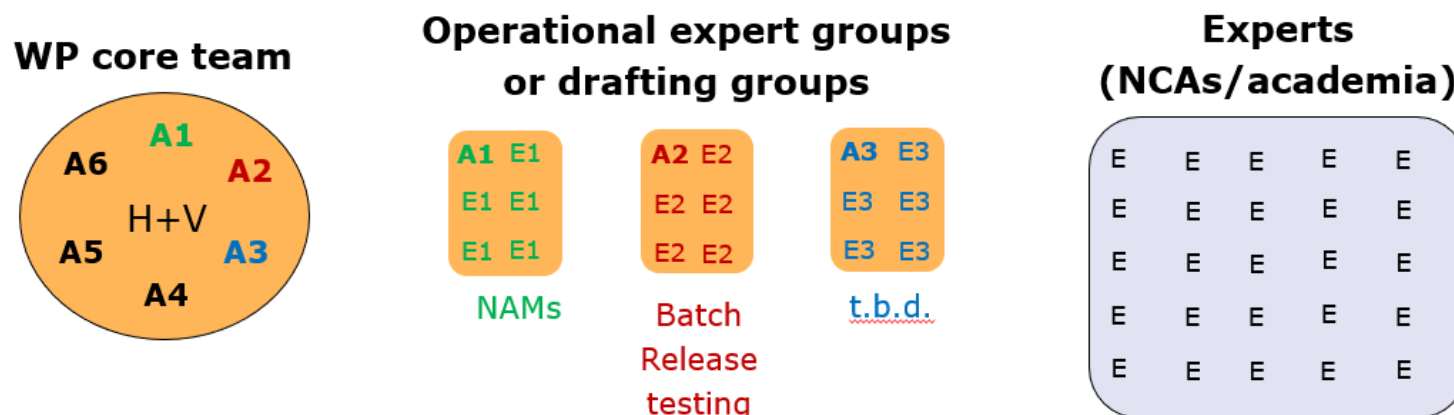 WP core team
A1
A6
A2
H+V
A5
A3
A4
Operational expert groups
or drafting groups
A1 E1
E1 E1
E1 E1
NAMs
A2 E2
E2 E2
E2 E2
Batch
Release
testing
A3 E3
E3 E3
E3 E3
t.b.d.
Experts
(NCAs/academia)
E E E E E
E E E E E
E E E E E
E E E E E
E E E E E